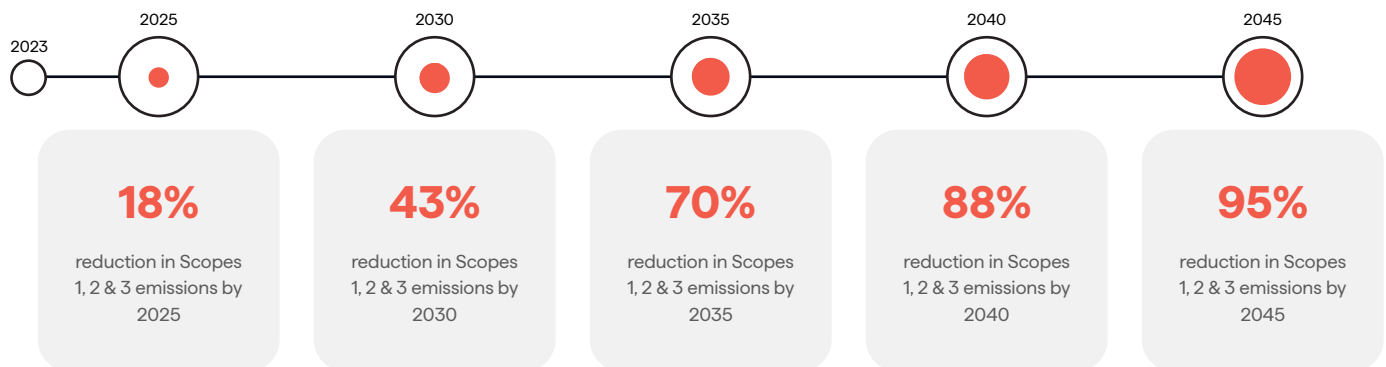 2023
2025
2030
2035
2040
2045
18%
reduction in Scopes
1, 2 & 3 emissions by
2025
43%
reduction in Scopes
1, 2 & 3 emissions by
2030
70%
reduction in Scopes
1, 2 & 3 emissions by
2035
88%
reduction in Scopes
1, 2 & 3 emissions by
2040
95%
reduction in Scopes
1, 2 & 3 emissions by
2045